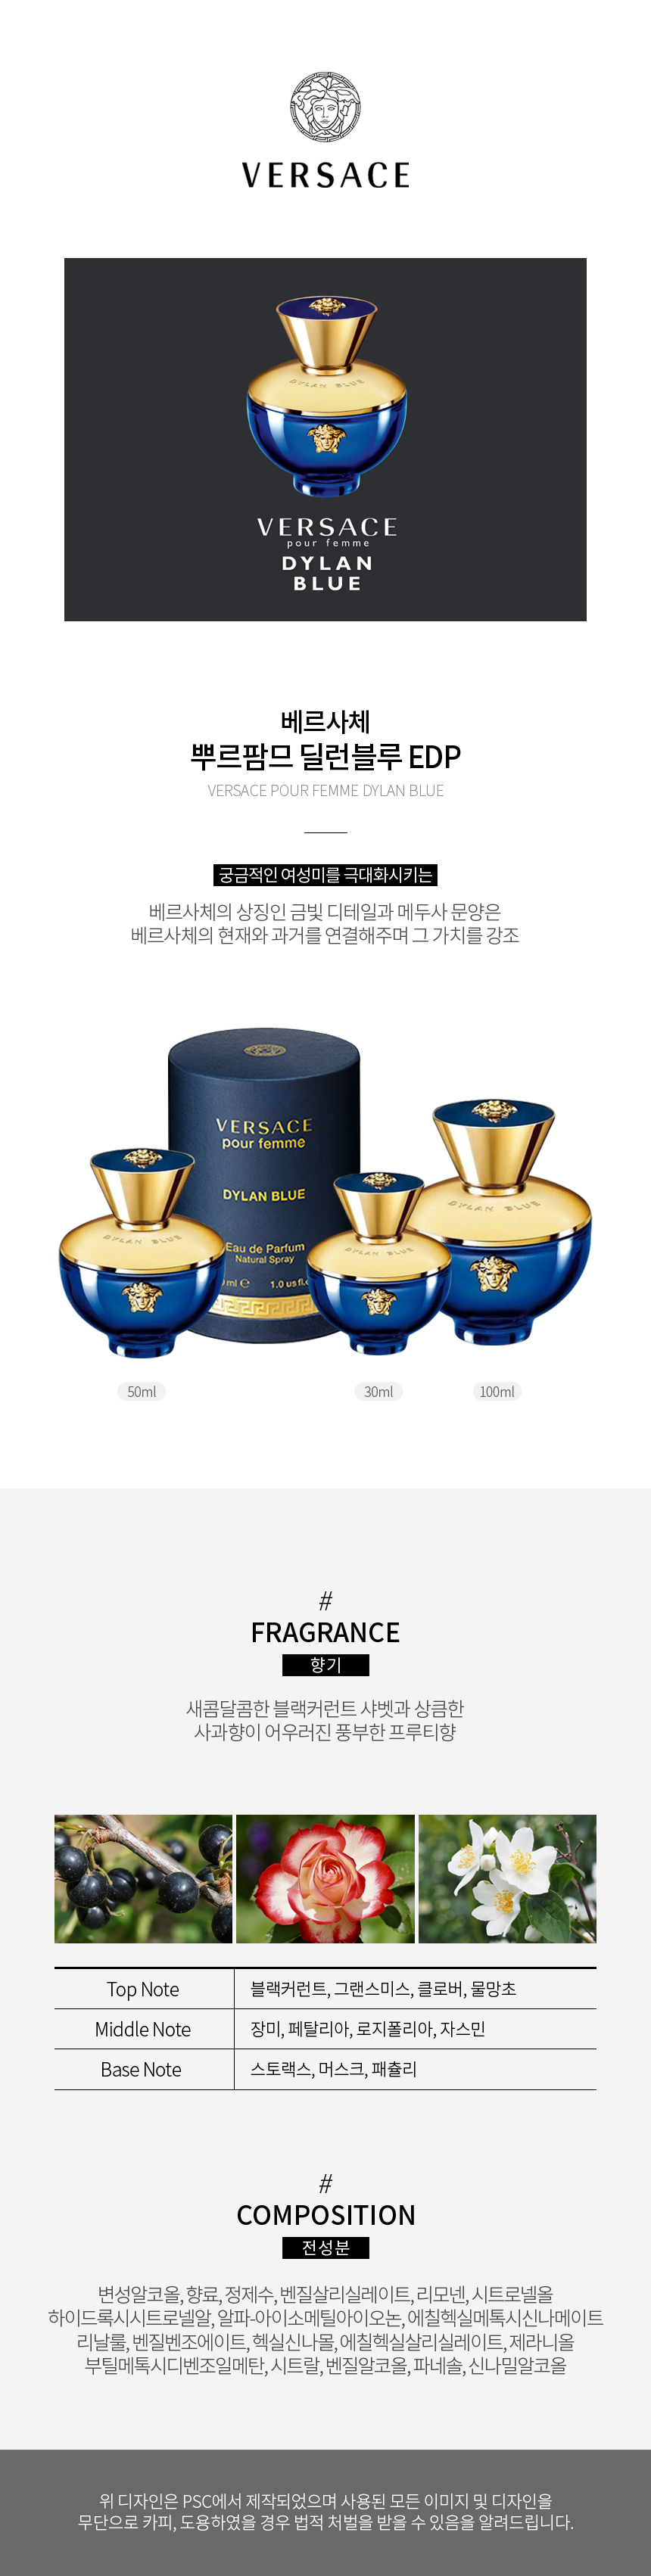 VERSACE
DYLAN BLUE
VERSACE
pour femme
DYLAN
BLUE
베르사체
뿌르팜므 딜런블루 EDP
VERSACE POUR FEMME DYLAN BLUE
궁금적인 여성미를 극대화시키는
베르사체의 상징인 금빛 디테일과 메두사 문양은
베르사체의 현재와 과거를 연결해주며 그 가치를 강조
VERSACE
pour femme
DYLAN BLUE
Eau de Parfum
Natural Spray
ml ℮ 1.0 us fl.
DYLAN BLUE
DYLAN BLUE
DYLAN BLUE
50ml
30ml
100ml
#
FRAGRANCE
향기
새콤달콤한 블랙커런트 샤벳과 상큼한
사과향이 어우러진 풍부한 프루티향
Top Note 블랙커런트, 그랜스미스, 클로버, 물망초
Middle Note 장미, 페탈리아, 로지폴리아, 자스민
Base Note 스토랙스, 머스크, 패츌리
#
COMPOSITION
전성분
변성알코올, 향료, 정제수, 벤질살리실레이트, 리모넨, 시트로넬올
하이드록시시트로넬알, 알파-아이소메틸아이오논, 에칠헥실메톡시신나메이트
리날룰, 벤질벤조에이트, 헥실신나몰, 에칠헥실살리실레이트, 제라니올
부틸메톡시디벤조일메탄, 시트랄, 벤질알코올, 파네솔, 신나밀알코올
위 디자인은 PSC에서 제작되었으며 사용된 모든 이미지 및 디자인을
무단으로 카피, 도용하였을 경우 법적 처벌을 받을 수 있음을 알려드립니다.